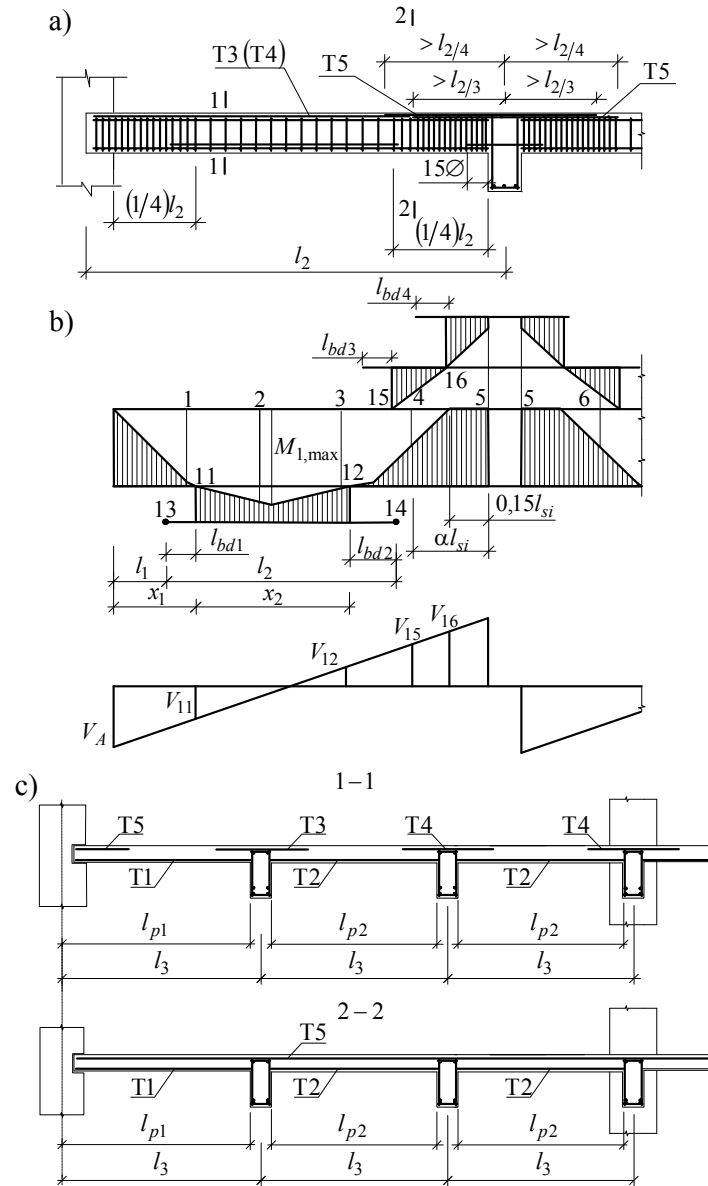 a)
2
> l2/4
> l2/4
T3 (T4)
T5
> l2/3
> l2/3
T5
1
1
15∅
2
(1/4)l2
(1/4)l2
l2
b)
lbd4
lbd3
16
15
1
2
3
4
5
5
6
M1,max
11
12
13
14
0,15lsi
lbd1
lbd2
αlsi
l1
l2
x1
x2
V12
V15
V16
V11
VA
c)
1–1
T5
T3
T4
T4
T1
T2
T2
lp1
lp2
lp2
l3
l3
l3
2–2
T5
T1
T2
T2
lp1
lp2
lp2
l3
l3
l3